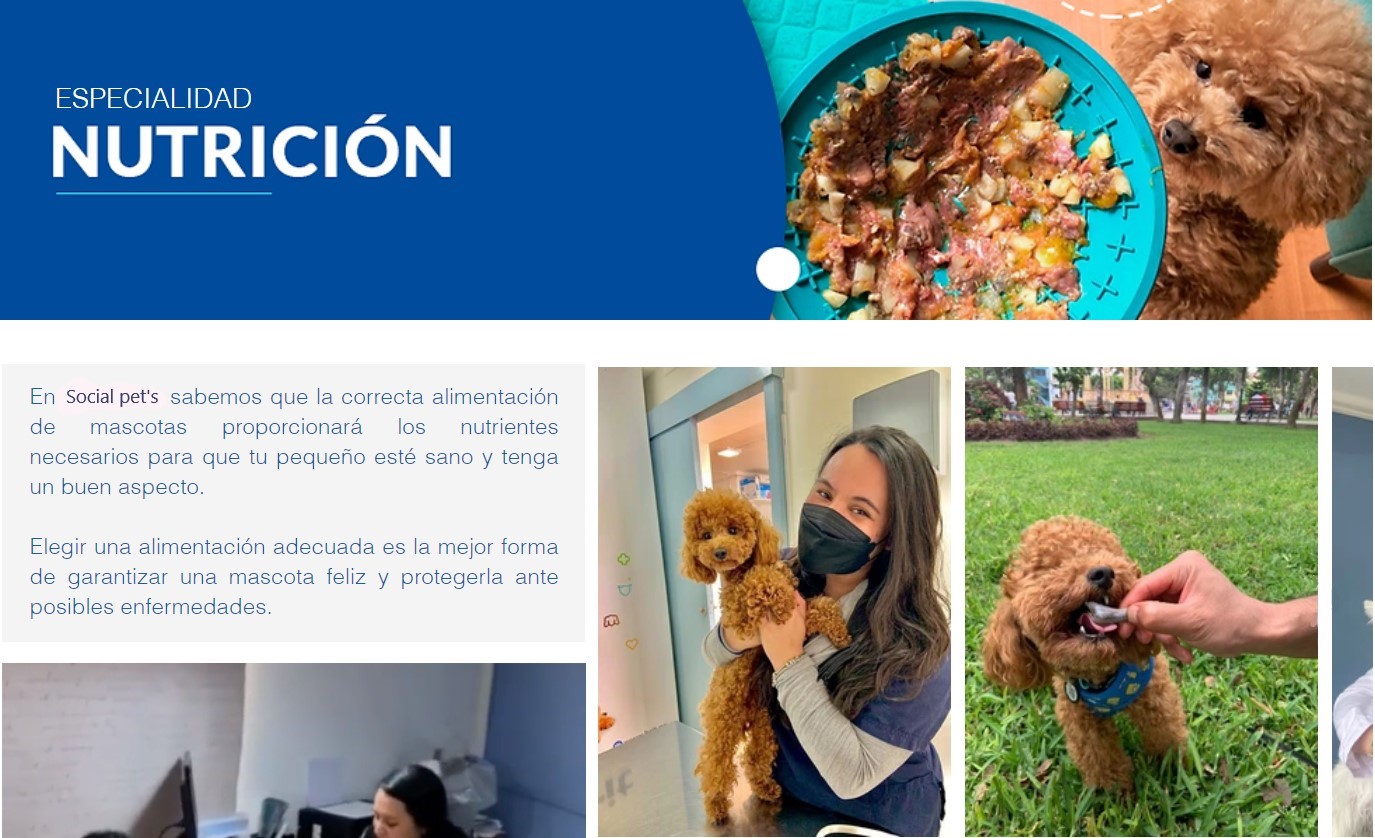 ESPECIALIDAD
NUTRICIÓN
En Social pet's sabemos que la correcta alimentación
de mascotas proporcionará los nutrientes
necesarios para que tu pequeño esté sano y tenga
un buen aspecto.
Elegir una alimentación adecuada es la mejor forma
de garantizar una mascota feliz y protegerla ante
posibles enfermedades.